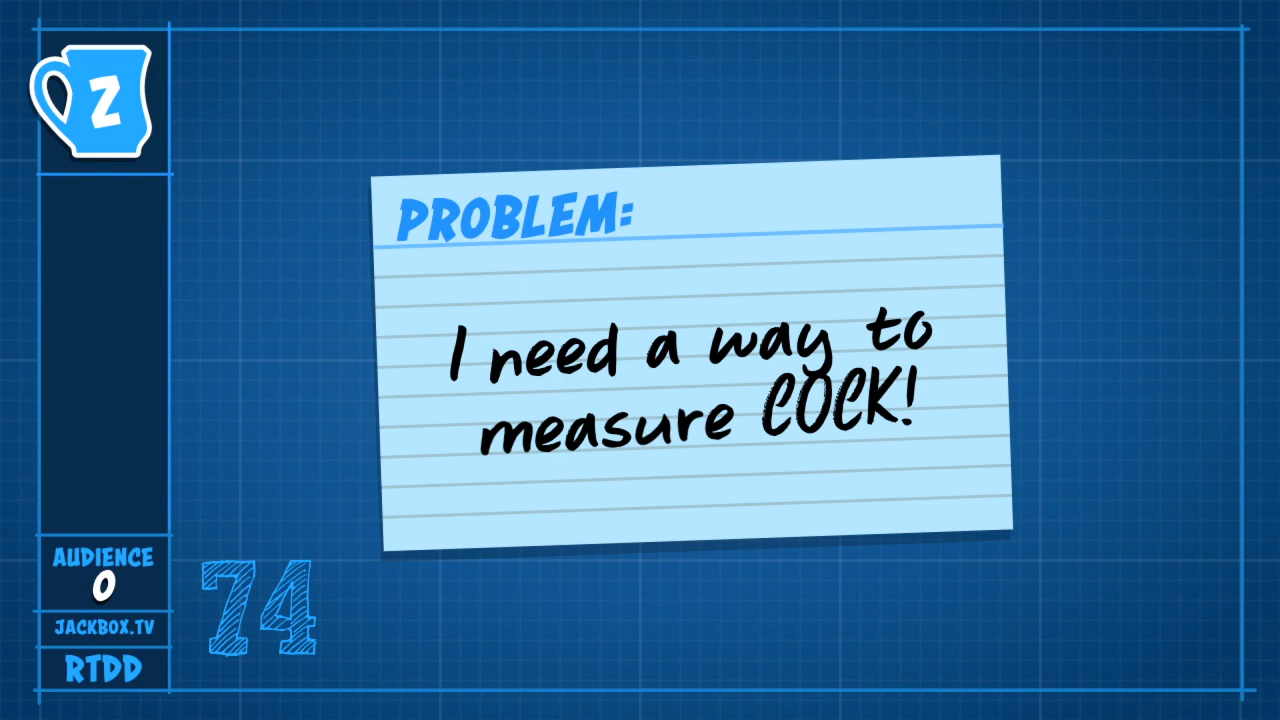 Z
PROBLEM:
I need a way to
measure COCK!
AUDIENCE
0
JACKBOX.TV
RTDD
74